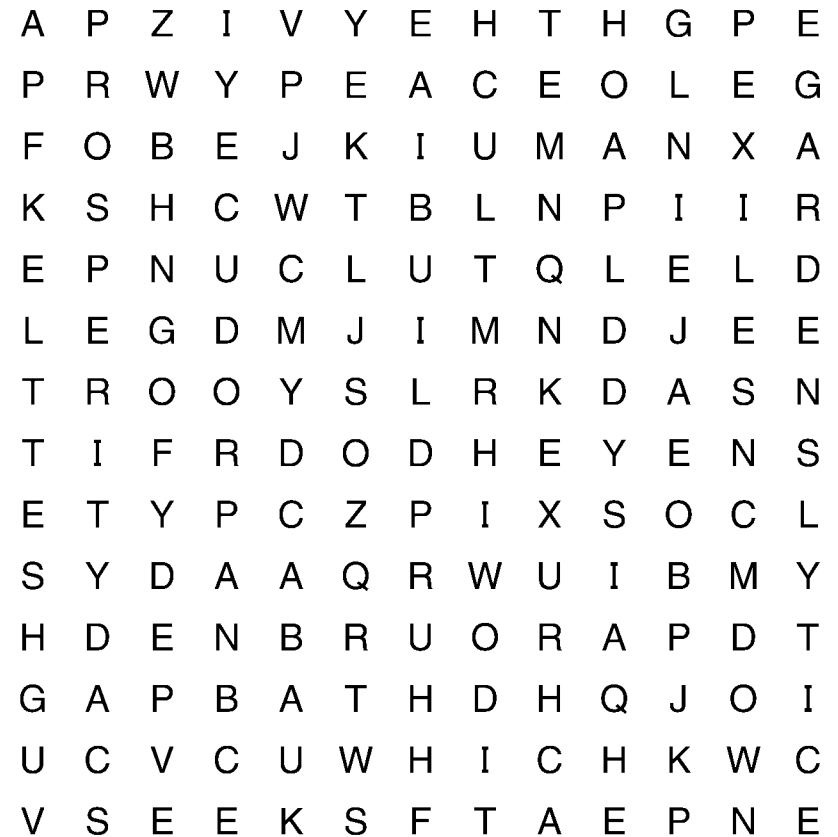 A P Z I V Y E H T H G P E
P R W Y P E A C E O L E G
F O B E J K I U M A N X A
K S H C W T B L N P I I R
E P N U C L U T Q L E L D
L E G D M J I M N D J E E
T R O O Y S L R K D A S N
T I F R D O D H E Y E N S
E T Y P C Z P I X S O C L
S Y D A A Q R W U I B M Y
H D E N B R U O R A P D T
G A P B A T H D H Q J O I
U C V C U W H I C H K W C
V S E E K S F T A E P N E